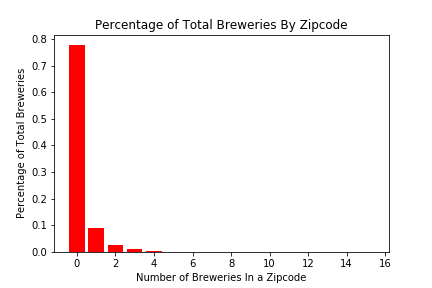 Percentage of Total Breweries By Zipcode
0.8
0.7
0.6
0.5
0.4
0.3
0.2
0.1
0.0
Percentage of Total Breweries
0 2 4 6 8 10 12 14 16
Number of Breweries In a Zipcode